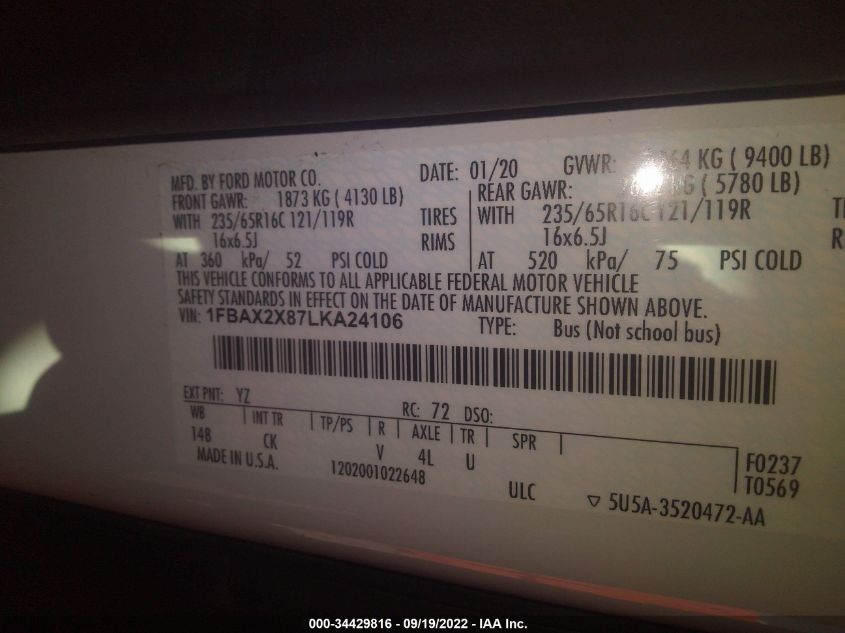 MFD. BY FORD MOTOR CO. DATE: 01/20 GVWR: KG ( 9400 LB)
FRONT GAWR: 1873 KG ( 4130 LB) REAR GAWR: ( 5780 LB)
WITH 235/65R16C 121/119R TIRES WITH 235/65R16C 121/119R
16x6.5J RIMS 16x6.5J
AT 360 kPa/ 52 PSI COLD AT 520 kPa/ 75 PSI COLD
THIS VEHICLE CONFORMS TO ALL APPLICABLE FEDERAL MOTOR VEHICLE
SAFETY STANDARDS IN EFFECT ON THE DATE OF MANUFACTURE SHOWN ABOVE.
VIN: 1FBAX2X87LKA24106 TYPE: Bus (Not school bus)
EXT PNT: YZ RC: 72 DSO:
WB INT TR TP/PS R AXLE TR SPR
148 CK V 4L U F0237
MADE IN U.S.A. 1202001022648 T0569
ULC ▽ 5U5A-3520472-AA
000-34429816 - 09/19/2022 - IAA Inc.